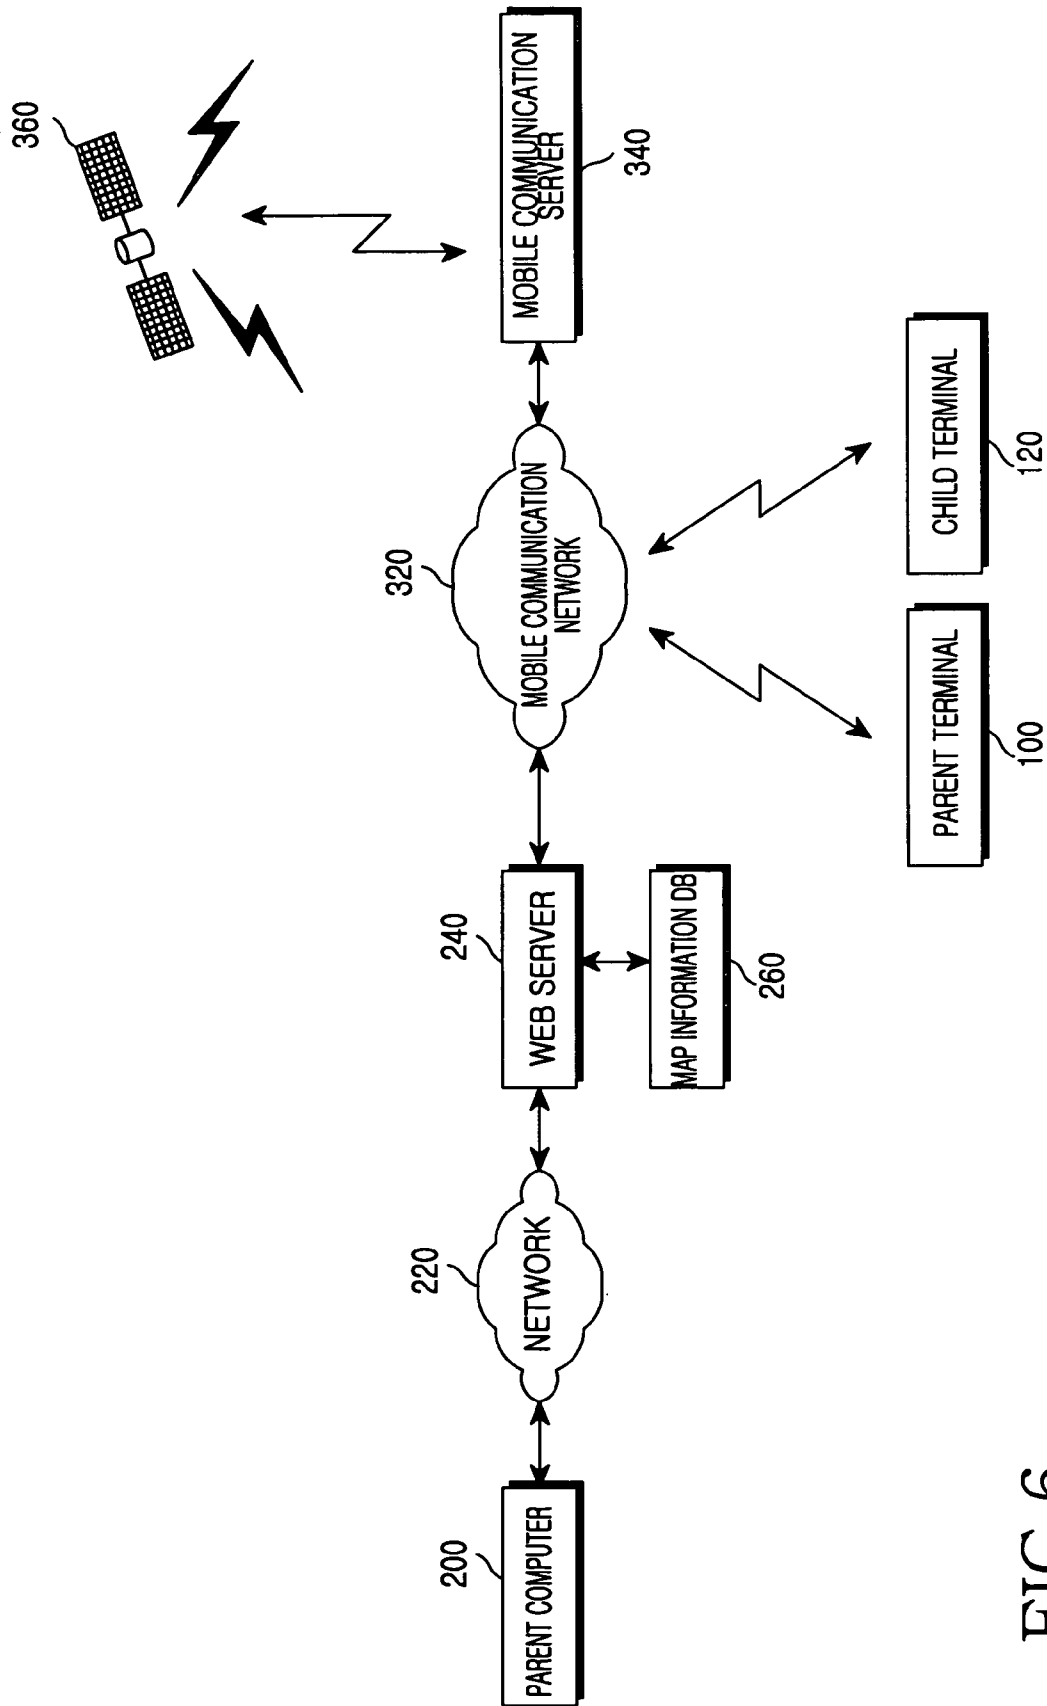 360
MOBILE COMMUNICATION
SERVER
340
320
MOBILE COMMUNICATION
NETWORK
CHILD TERMINAL
120
PARENT TERMINAL
100
240
WEB SERVER
MAP INFORMATION DB
260
220
NETWORK
200
PARENT COMPUTER
FIG. 6